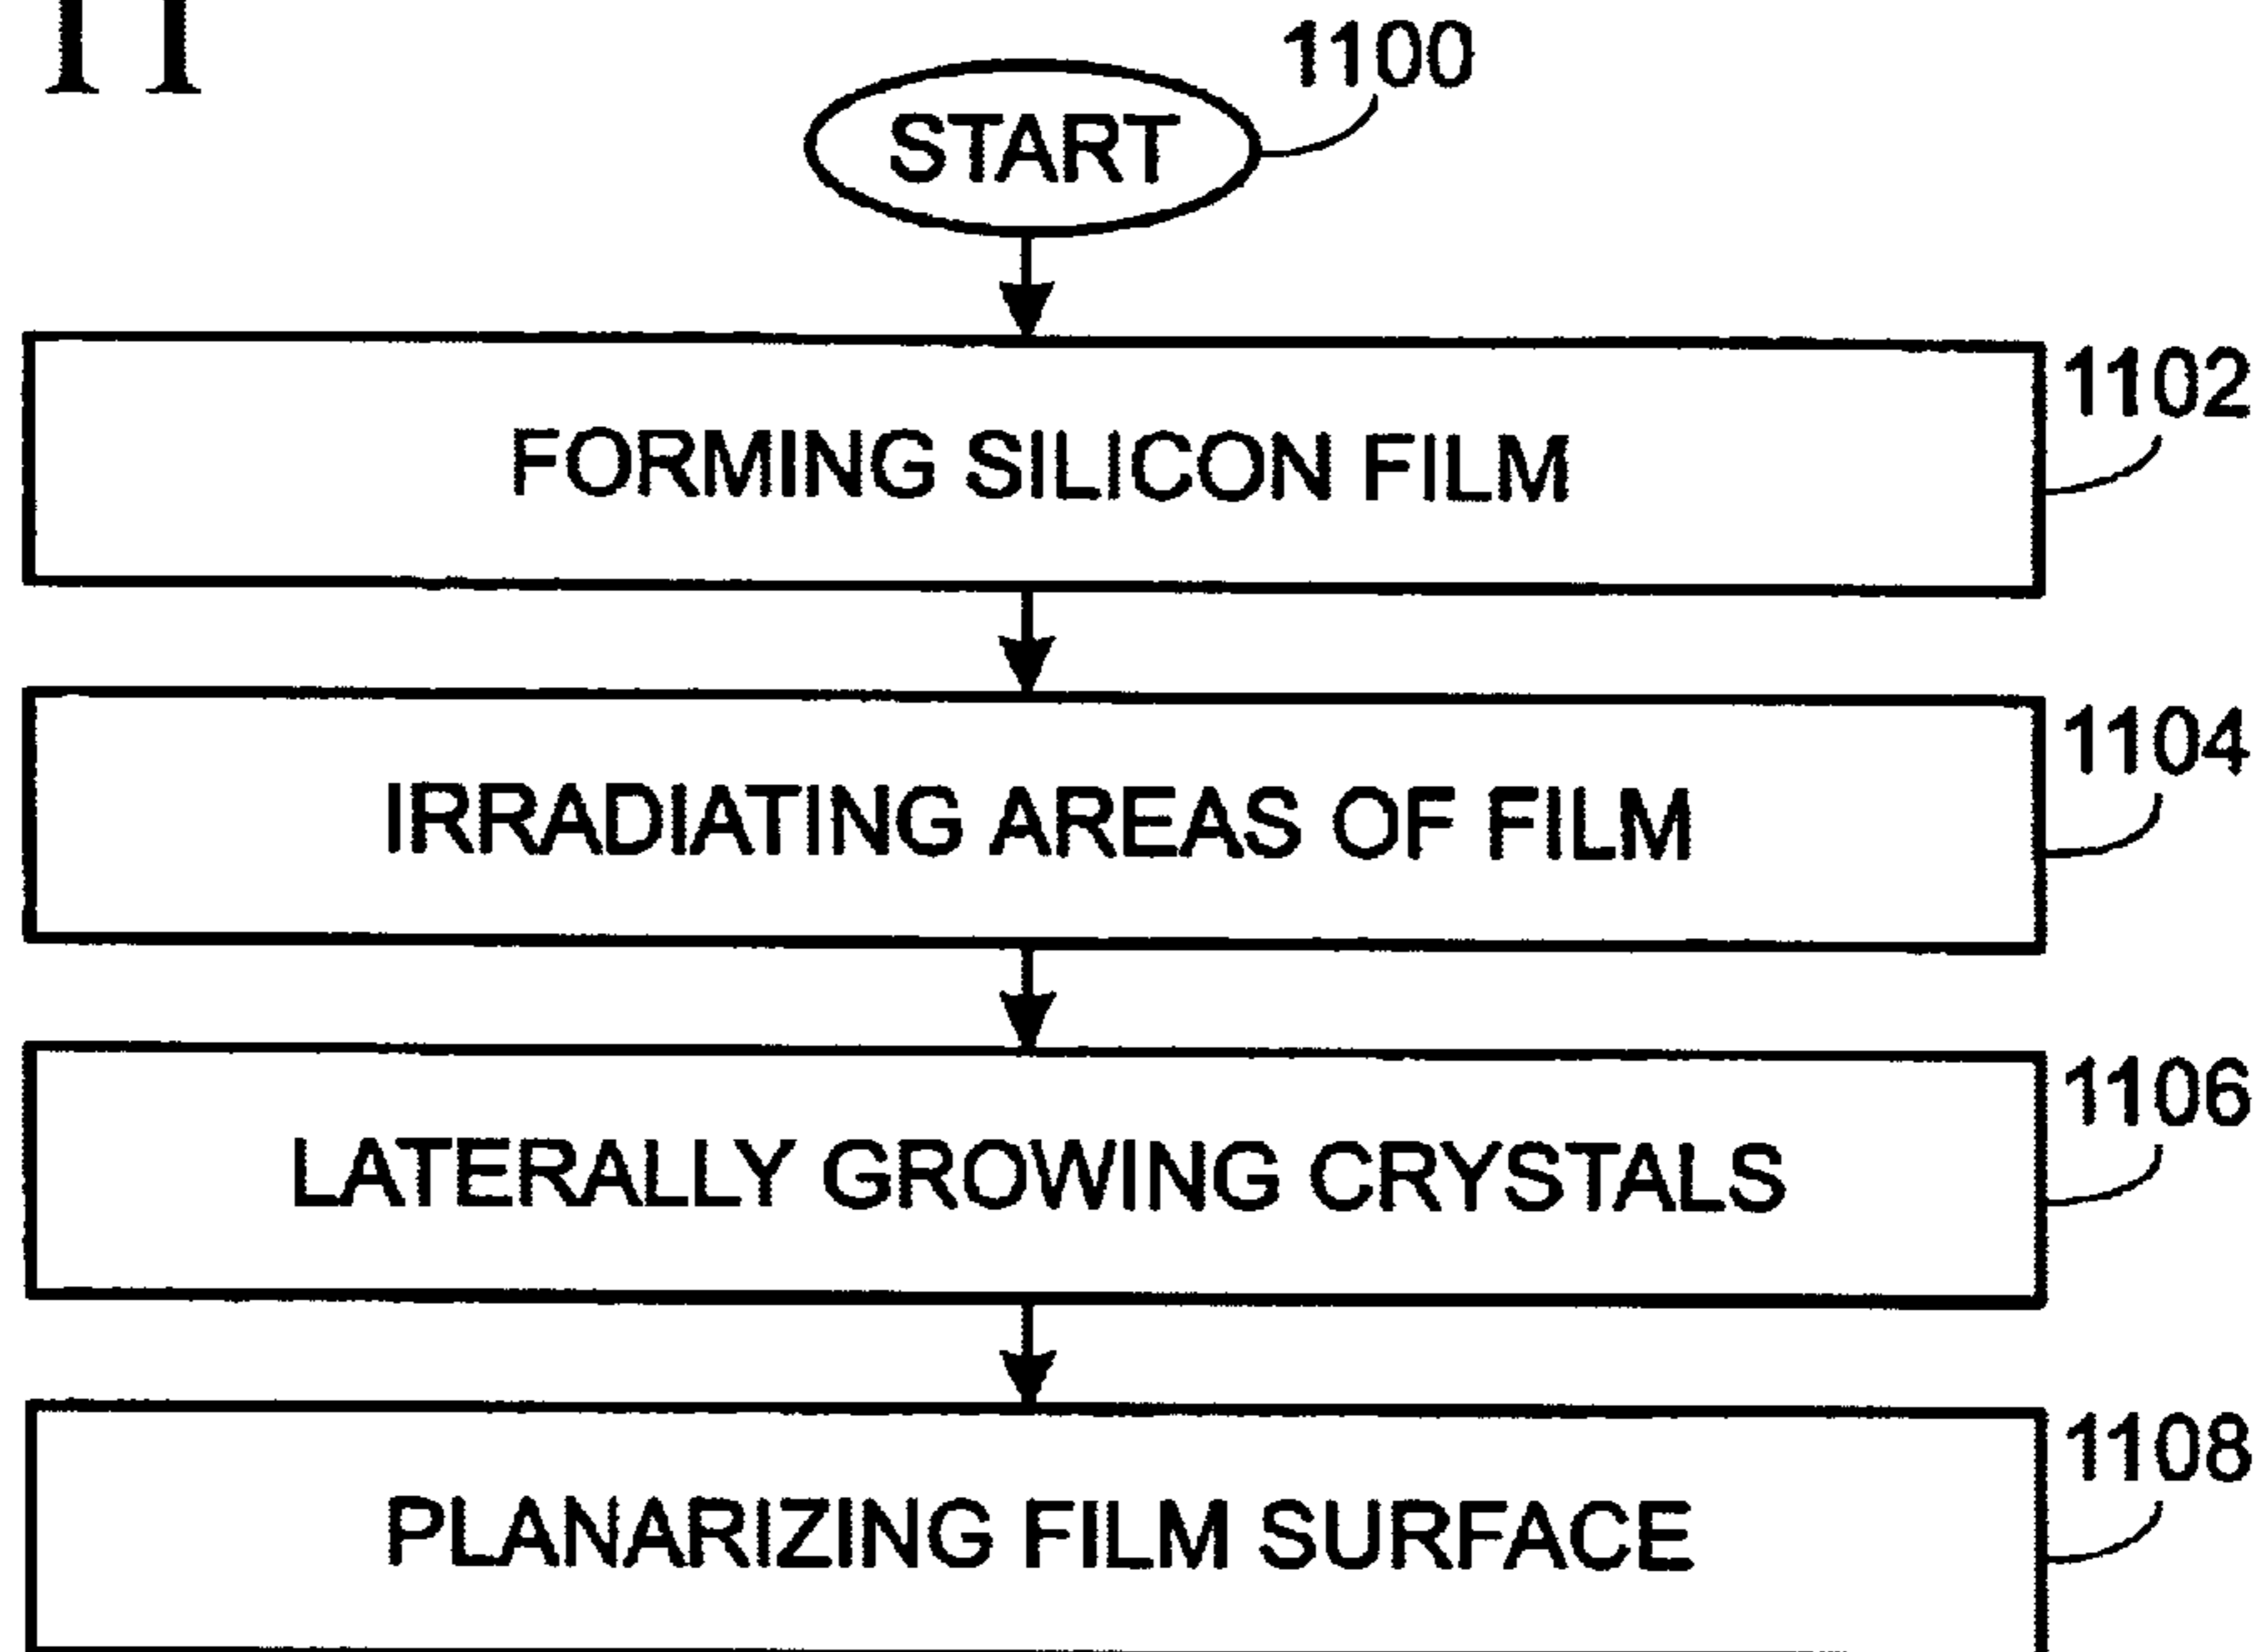 11
1100
START
1102
FORMING SILICON FILM
1104
IRRADIATING AREAS OF FILM
1106
LATERALLY GROWING CRYSTALS
1108
PLANARIZING FILM SURFACE